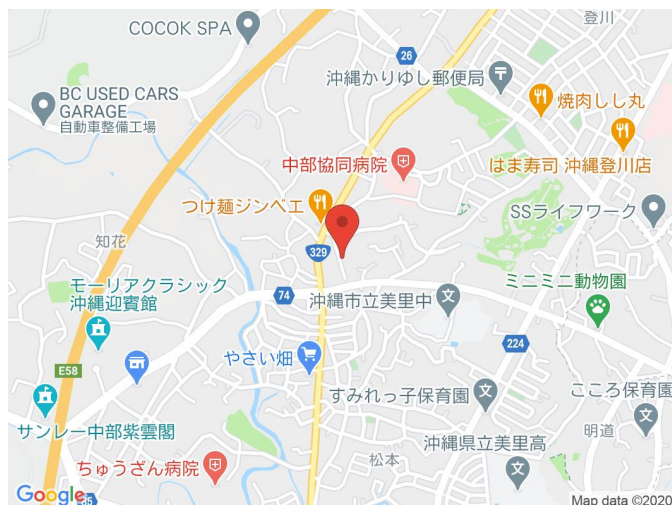 COCOK SPA
登川
26
沖縄かりゆし郵便局
BC USED CARS
GARAGE
自動車整備工場
焼肉しし丸
中部協同病院
はま寿司 沖縄登川店
つけ麺ジンベエ
SSライフワーク
知花
329
モーリアクラシック
沖縄迎賓館
74
沖縄市立美里中
ミニミニ動物園
224
やさい畑
E58
すみれっ子保育園
こころ保育園
明道
サンレー中部紫雲閣
沖縄県立美里高
松本
ちゅうざん病院
Google
85
Map data ©2020